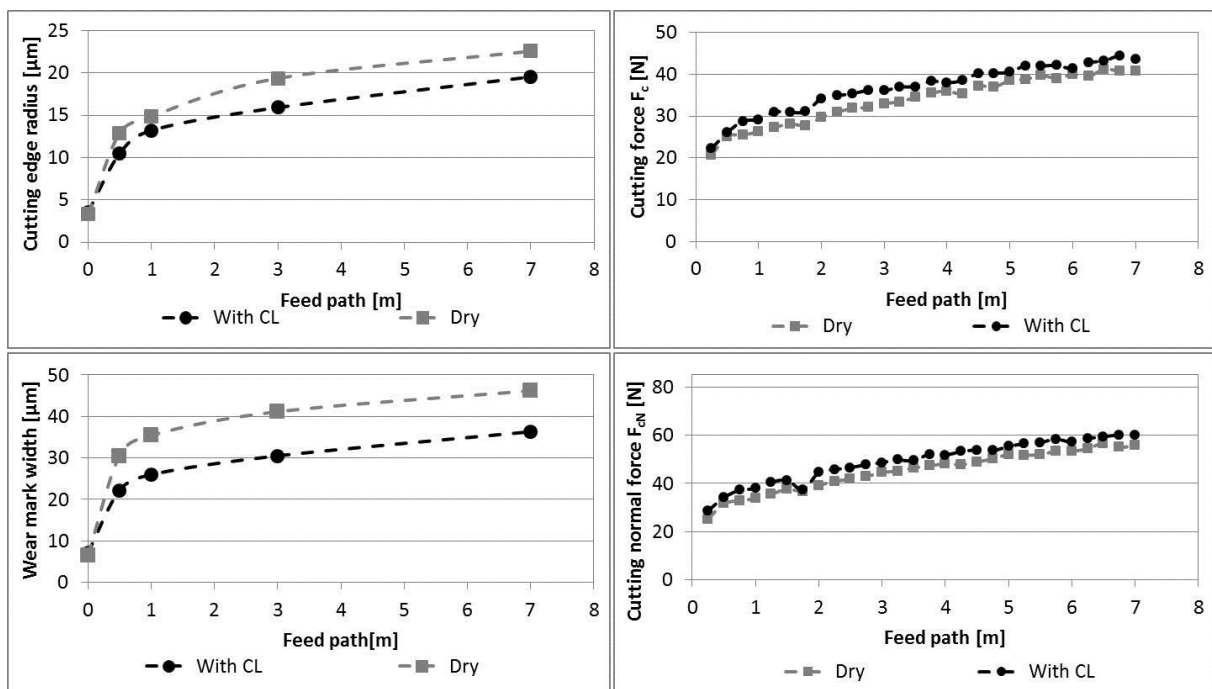 Cutting edge radius [µm]
25
20
15
10
5
0
0 1 2 3 4 5 6 7 8
Feed path [m]
With CL Dry
Cutting force Fc [N]
50
40
30
20
10
0
0 1 2 3 4 5 6 7 8
Feed path [m]
Dry With CL
Wear mark width [µm]
50
40
30
20
10
0
0 1 2 3 4 5 6 7 8
Feed path[m]
With CL Dry
Cutting normal force FcN [N]
80
60
40
20
0
0 1 2 3 4 5 6 7 8
Feed path [m]
Dry With CL